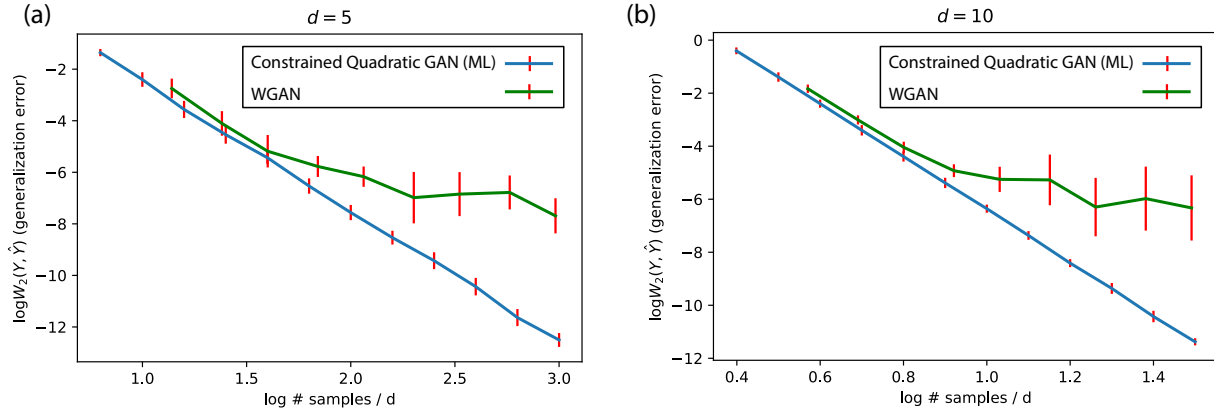 (a)
d = 5
Constrained Quadratic GAN (ML)
WGAN
log W₂(Y, Ŷ) (generalization error)
−2
−4
−6
−8
−10
−12
1.0
1.5
2.0
2.5
3.0
log # samples / d
(b)
d = 10
Constrained Quadratic GAN (ML)
WGAN
log W₂(Y, Ŷ) (generalization error)
0
−2
−4
−6
−8
−10
−12
0.4
0.6
0.8
1.0
1.2
1.4
log # samples / d